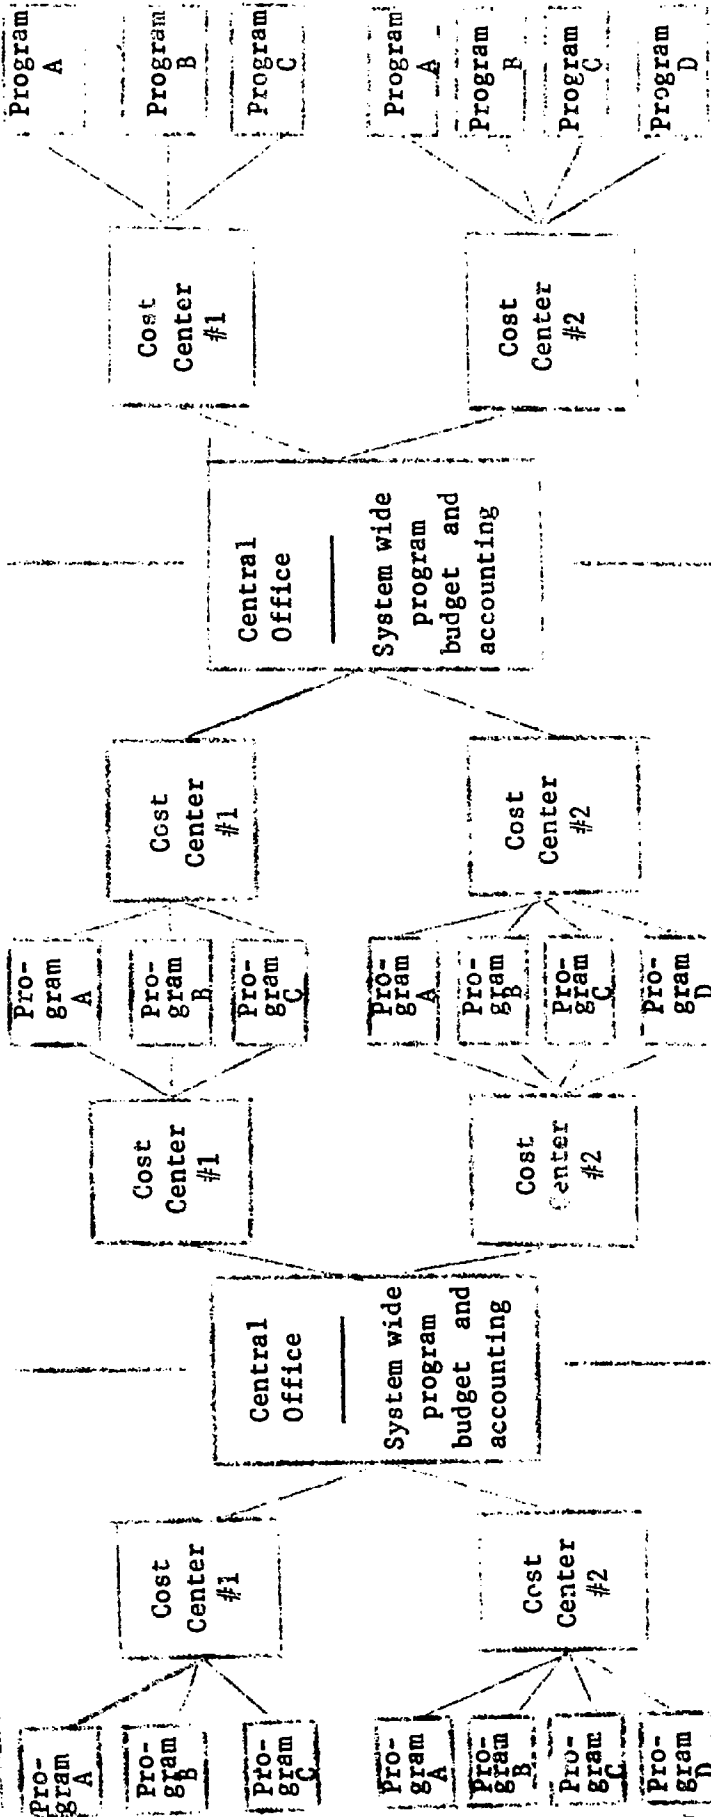 Pro-
gram
A
Pro-
gram
B
Pro-
gram
C
Pro-
gram
A
Pro-
gram
B
Pro-
gram
C
Pro-
gram
D
Cost
Center
#1
Cost
Center
#2
Central
Office
System wide
program
budget and
accounting
Cost
Center
#1
Cost
Center
#2
Pro-
gram
A
Pro-
gram
B
Pro-
gram
C
Pro-
gram
A
Pro-
gram
B
Pro-
gram
C
Pro-
gram
D
Cost
Center
#1
Cost
Center
#2
Central
Office
System wide
program
budget and
accounting
Cost
Center
#1
Cost
Center
#2
Program
A
Program
B
Program
C
Program
A
Program
B
Program
C
Program
D